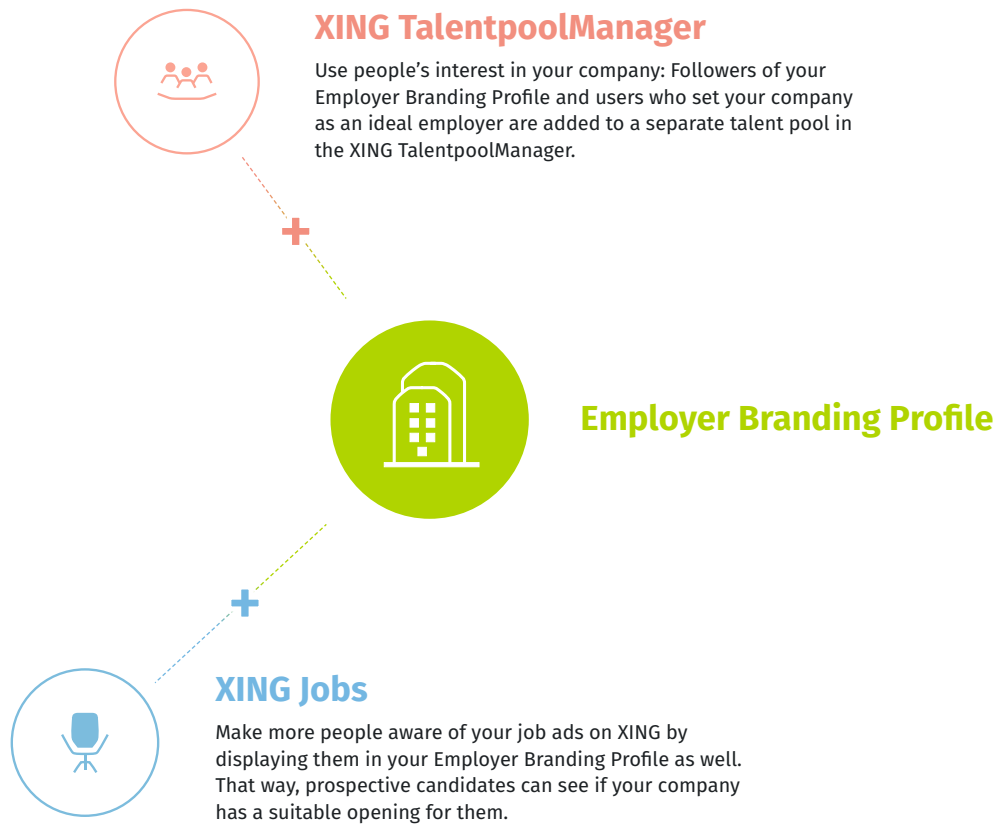 XING TalentpoolManager
Use people’s interest in your company: Followers of your
Employer Branding Profile and users who set your company
as an ideal employer are added to a separate talent pool in
the XING TalentpoolManager.
Employer Branding Profile
XING Jobs
Make more people aware of your job ads on XING by
displaying them in your Employer Branding Profile as well.
That way, prospective candidates can see if your company
has a suitable opening for them.